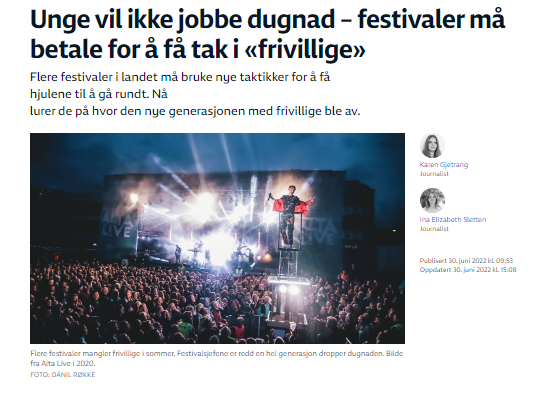 Unge vil ikke jobbe dugnad – festivaler må
betale for å få tak i «frivillige»
Flere festivaler i landet må bruke nye taktikker for å få
hjulene til å gå rundt. Nå
lurer de på hvor den nye generasjonen med frivillige ble av.
ALTA
LIVE
Karen Gjetrang
Journalist
Ina Elizabeth Sletten
Journalist
Publisert 30. juni 2022 kl. 09:53
Oppdatert 30. juni 2022 kl. 15:08
Flere festivaler mangler frivillige i sommer. Festivalsjefene er redd en hel generasjon dropper dugnaden. Bilde
fra Alta Live i 2020.
FOTO: DÁNIL RØKKE